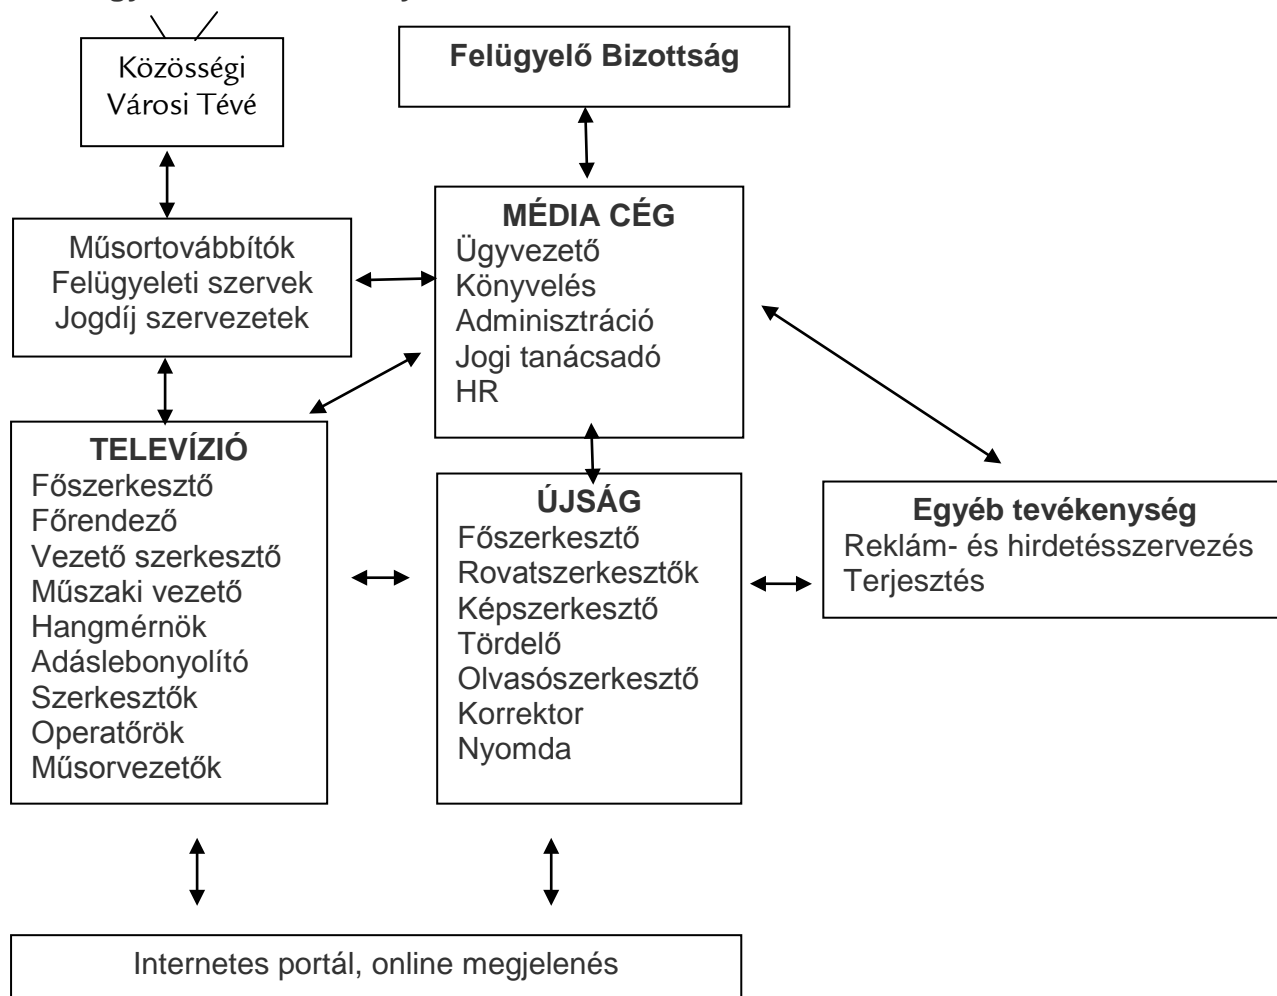 Közösségi
Városi Tévé
Felügyelő Bizottság
MÉDIA CÉG
Ügyvezető
Könyvelés
Adminisztráció
Jogi tanácsadó
HR
Műsortovábbítók
Felügyeleti szervek
Jogdíj szervezetek
TELEVÍZIÓ
Főszerkesztő
Főrendező
Vezető szerkesztő
Műszaki vezető
Hangmérnök
Adáslebonyolító
Szerkesztők
Operatőrök
Műsorvezetők
ÚJSÁG
Főszerkesztő
Rovatszerkesztők
Képszerkesztő
Tördelő
Olvasószerkesztő
Korrektor
Nyomda
Egyéb tevékenység
Reklám- és hirdetésszervezés
Terjesztés
Internetes portál, online megjelenés